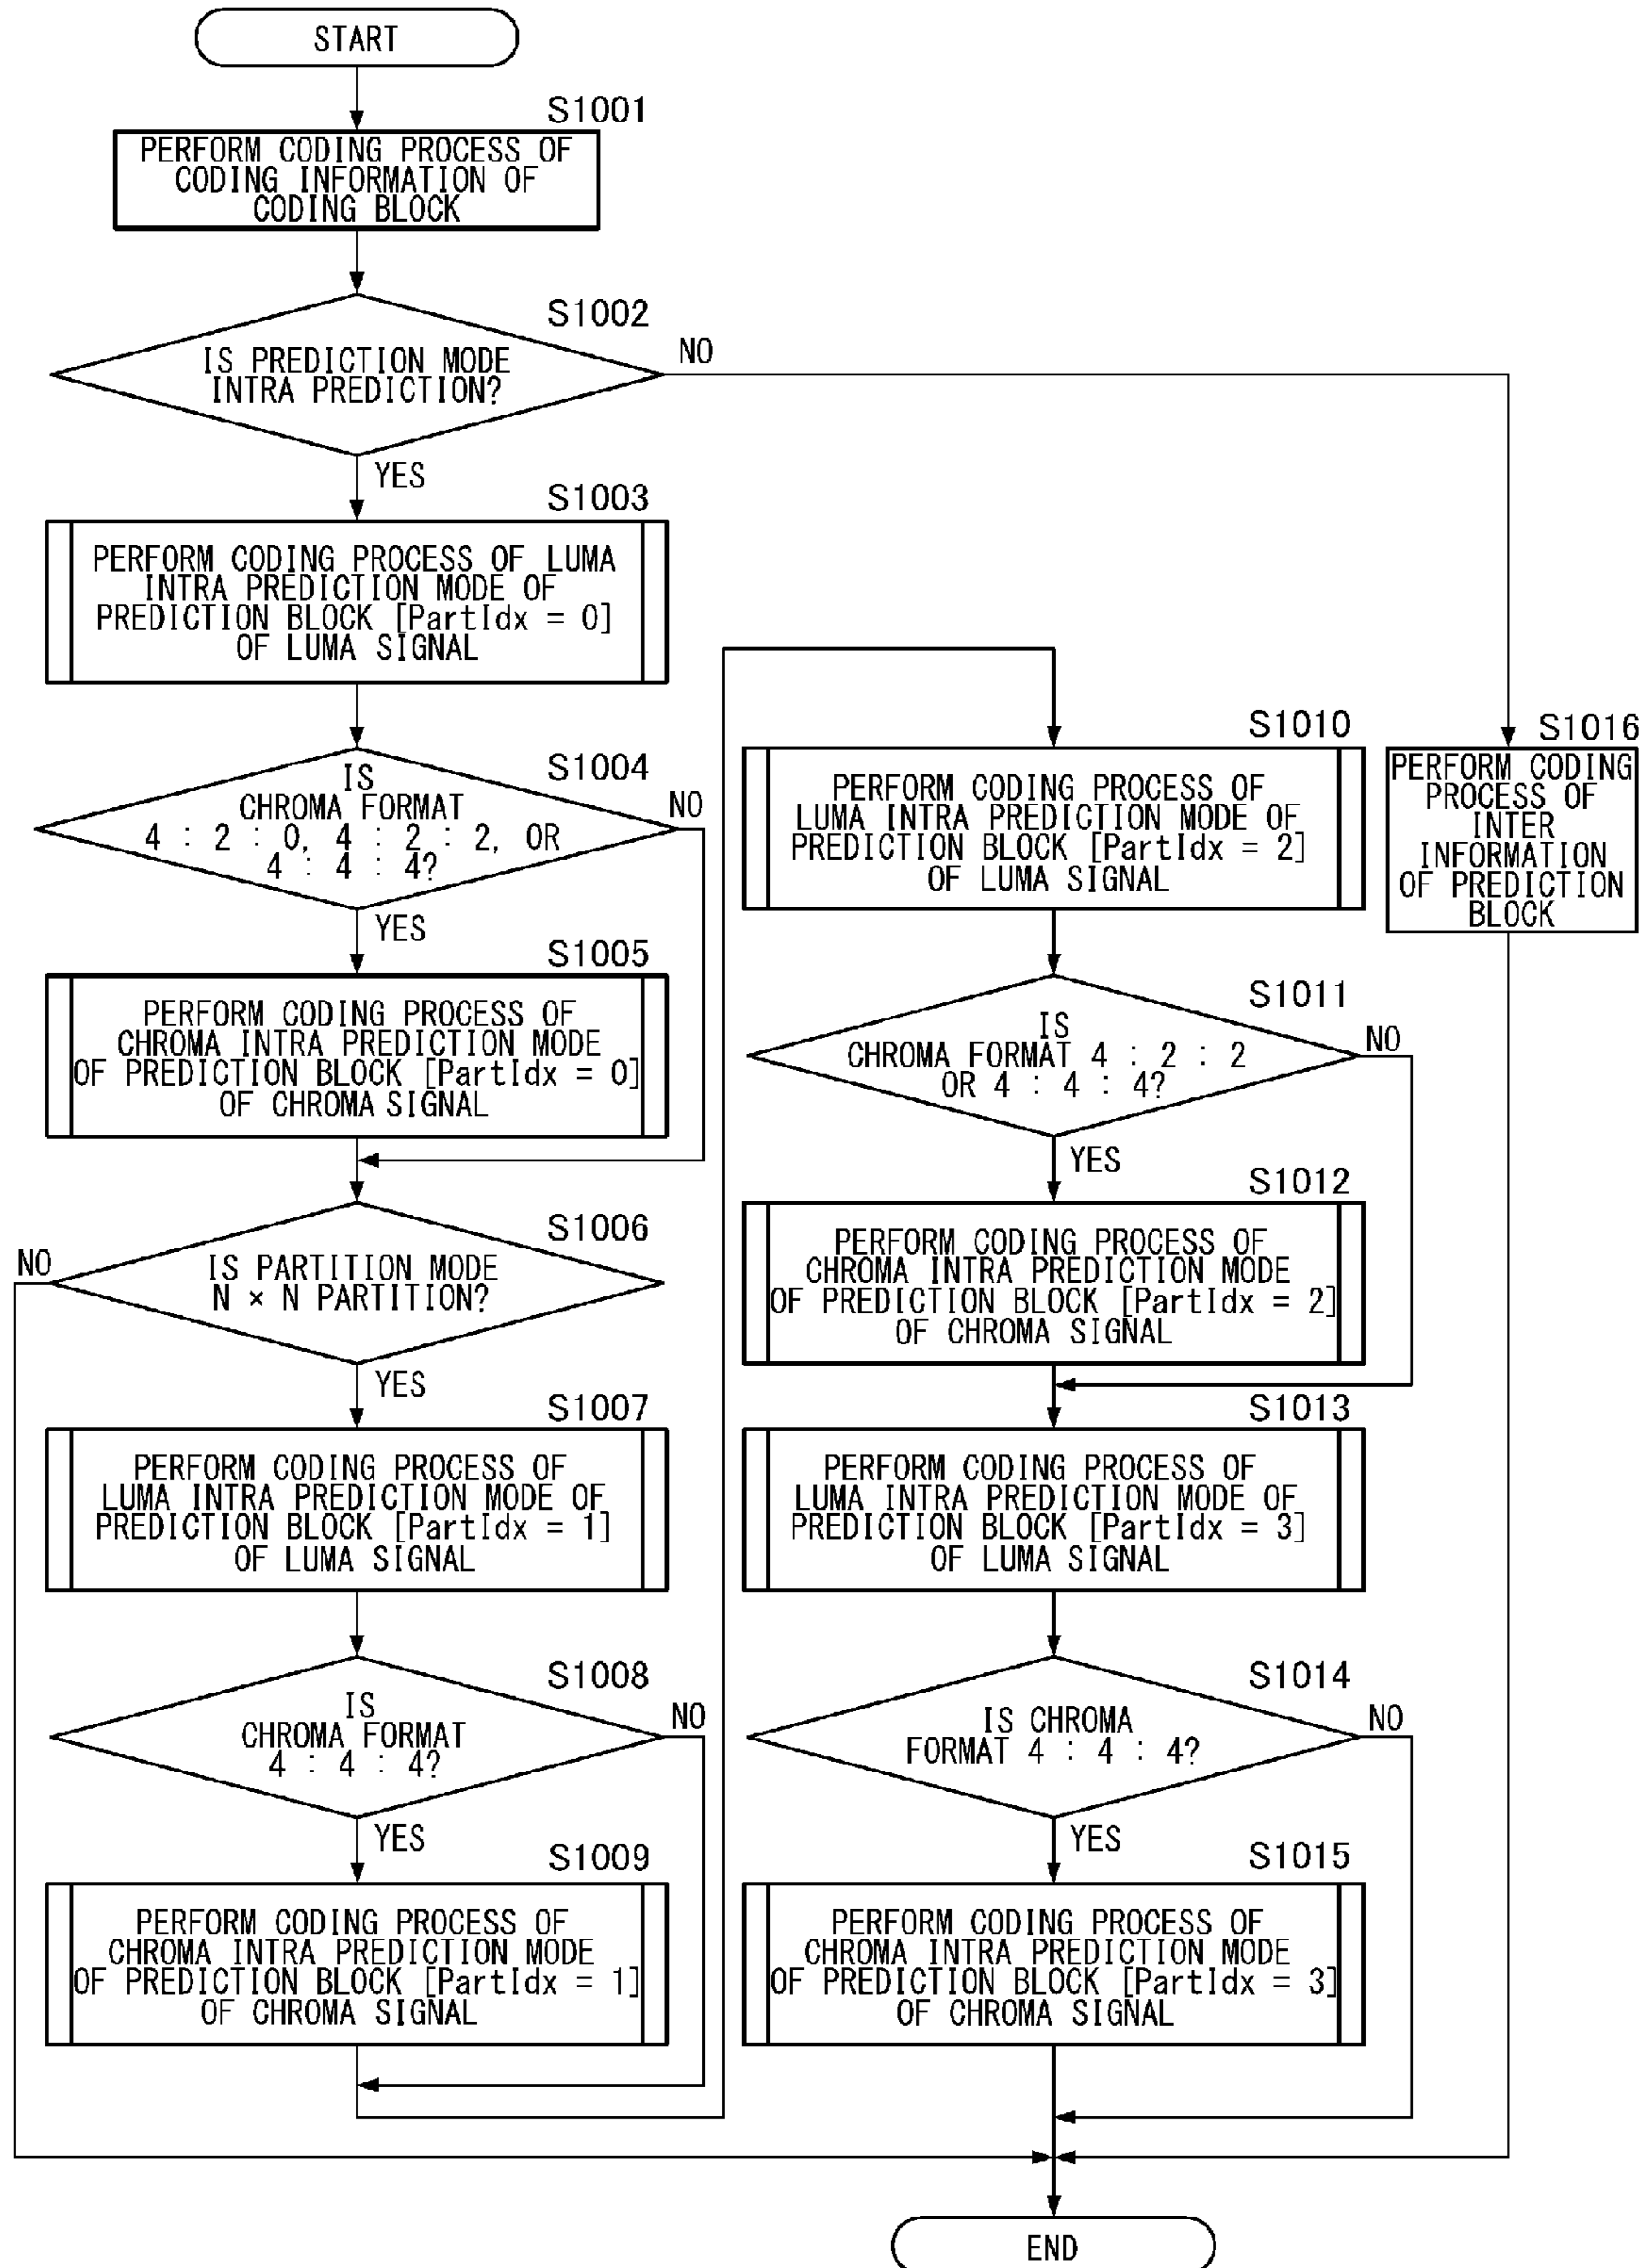 START
S1001
PERFORM CODING PROCESS OF
CODING INFORMATION OF
CODING BLOCK
S1002
IS PREDICTION MODE
INTRA PREDICTION?
NO
YES
S1003
PERFORM CODING PROCESS OF LUMA
INTRA PREDICTION MODE OF
PREDICTION BLOCK [PartIdx = 0]
OF LUMA SIGNAL
S1004
IS
CHROMA FORMAT
4 : 2 : 0, 4 : 2 : 2, OR
4 : 4 : 4?
NO
YES
S1005
PERFORM CODING PROCESS OF
CHROMA INTRA PREDICTION MODE
OF PREDICTION BLOCK [PartIdx = 0]
OF CHROMA SIGNAL
S1006
IS PARTITION MODE
N × N PARTITION?
NO
YES
S1007
PERFORM CODING PROCESS OF
LUMA INTRA PREDICTION MODE OF
PREDICTION BLOCK [PartIdx = 1]
OF LUMA SIGNAL
S1008
IS
CHROMA FORMAT
4 : 4 : 4?
NO
YES
S1009
PERFORM CODING PROCESS OF
CHROMA INTRA PREDICTION MODE
OF PREDICTION BLOCK [PartIdx = 1]
OF CHROMA SIGNAL
S1010
PERFORM CODING PROCESS OF
LUMA INTRA PREDICTION MODE OF
PREDICTION BLOCK [PartIdx = 2]
OF LUMA SIGNAL
S1011
IS
CHROMA FORMAT 4 : 2 : 2
OR 4 : 4 : 4?
NO
YES
S1012
PERFORM CODING PROCESS OF
CHROMA INTRA PREDICTION MODE
OF PREDICTION BLOCK [PartIdx = 2]
OF CHROMA SIGNAL
S1013
PERFORM CODING PROCESS OF
LUMA INTRA PREDICTION MODE OF
PREDICTION BLOCK [PartIdx = 3]
OF LUMA SIGNAL
S1014
IS CHROMA
FORMAT 4 : 4 : 4?
NO
YES
S1015
PERFORM CODING PROCESS OF
CHROMA INTRA PREDICTION MODE
OF PREDICTION BLOCK [PartIdx = 3]
OF CHROMA SIGNAL
S1016
PERFORM CODING
PROCESS OF
INTER
INFORMATION
OF PREDICTION
BLOCK
END